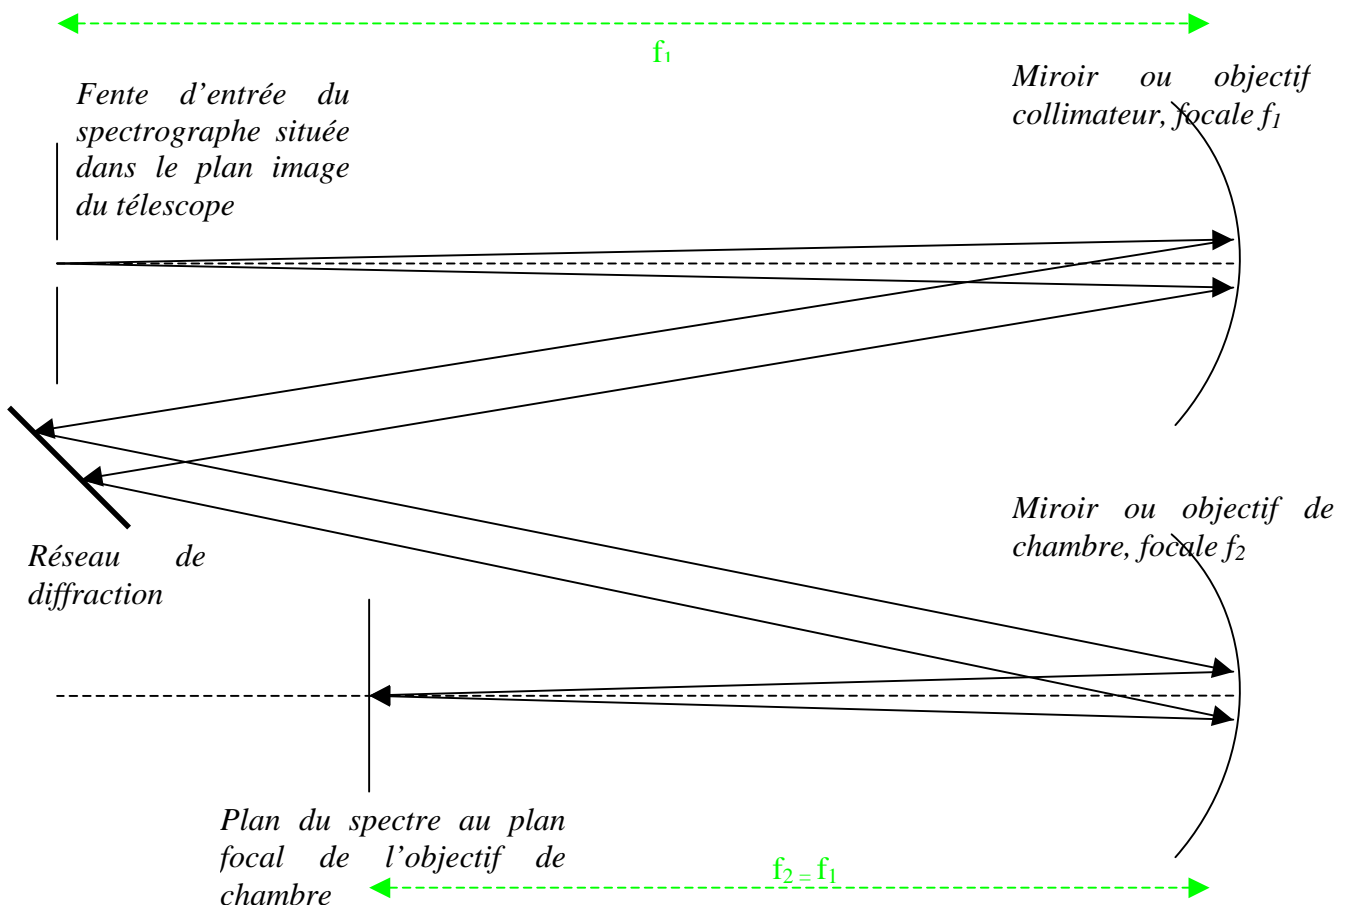 f₁
Fente d’entrée du
spectrographe située
dans le plan image
du télescope
Miroir ou objectif
collimateur, focale f₁
Réseau de
diffraction
Miroir ou objectif de
chambre, focale f₂
Plan du spectre au plan
focal de l’objectif de
chambre
f₂ = f₁